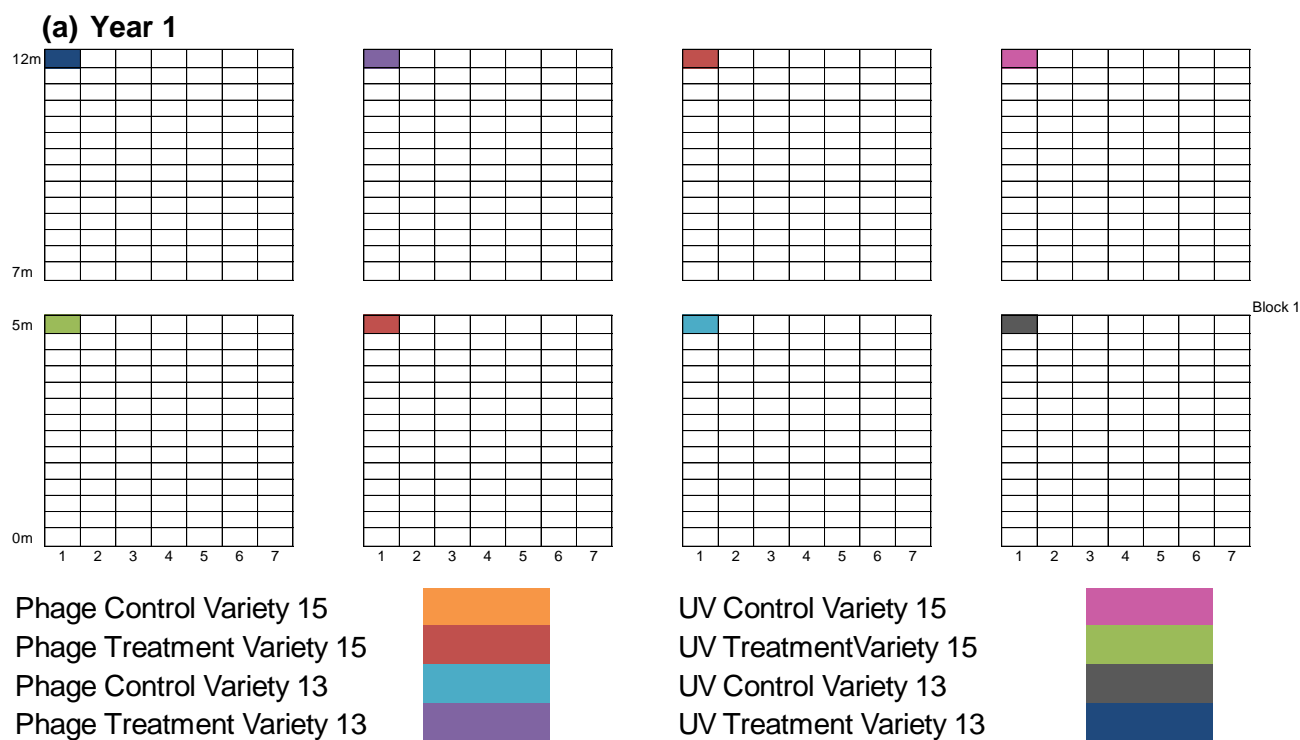 (a) Year 1
12m
7m
5m
Block 1
0m
1 2 3 4 5 6 7
1 2 3 4 5 6 7
1 2 3 4 5 6 7
1 2 3 4 5 6 7
Phage Control Variety 15
Phage Treatment Variety 15
Phage Control Variety 13
Phage Treatment Variety 13
UV Control Variety 15
UV TreatmentVariety 15
UV Control Variety 13
UV Treatment Variety 13